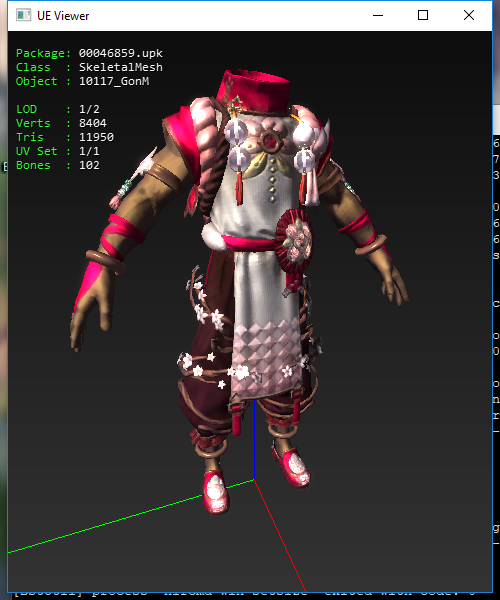 UE Viewer
Package: 00046859.upk
Class : SkeletalMesh
Object : 10117_GonM
LOD : 1/2
Verts : 8404
Tris : 11950
UV Set : 1/1
Bones : 102